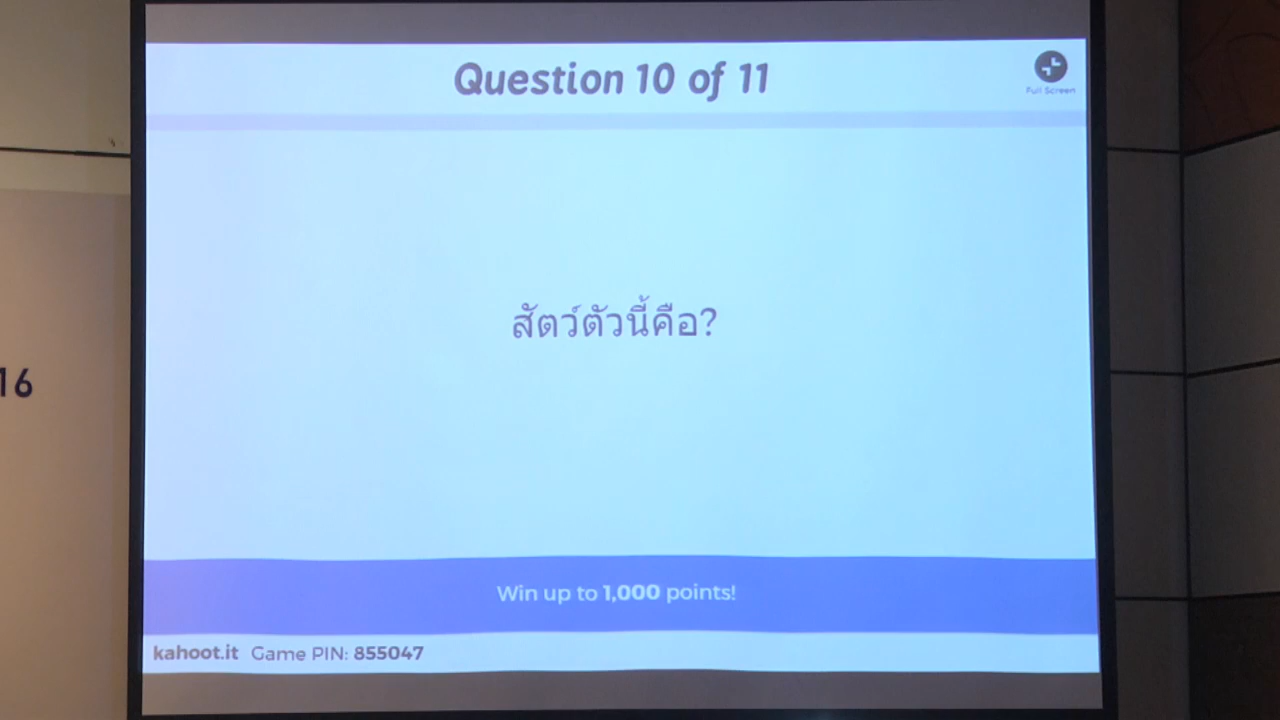 Question 10 of 11
Full Screen
สัตว์ตัวนี้คือ?
16
Win up to 1,000 points!
kahoot.it Game PIN: 855047